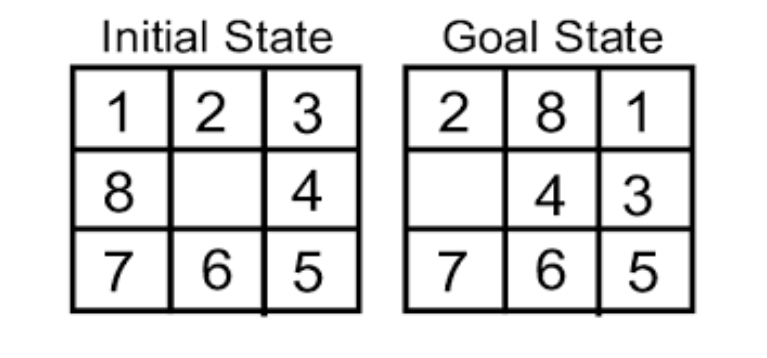 Initial State Goal State
1 2 3 2 8 1
8 4 4 3
7 6 5 7 6 5